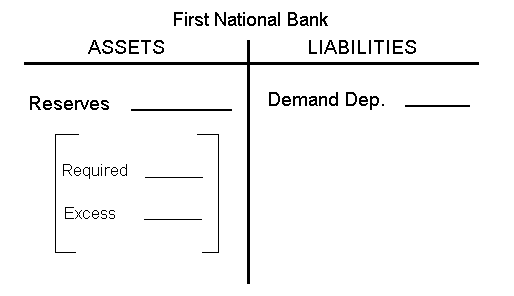 First National Bank
ASSETS LIABILITIES
Reserves
Demand Dep.
Required
Excess